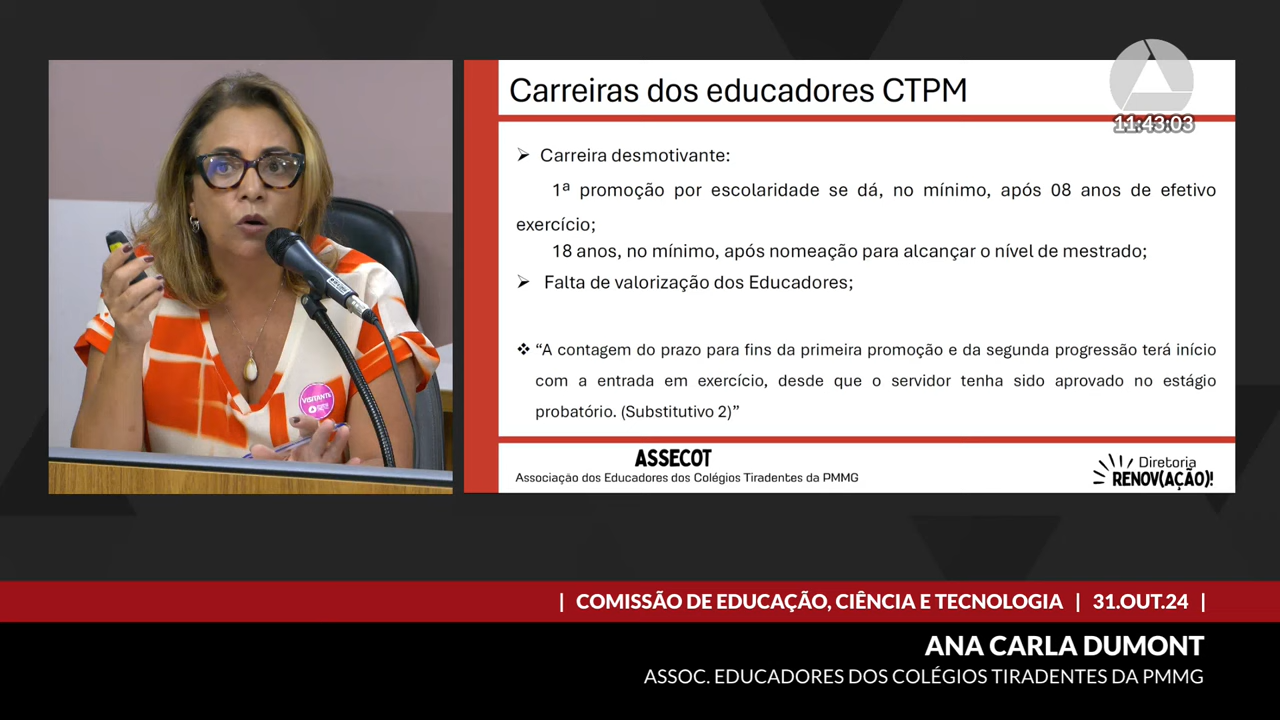 Carreiras dos educadores CTPM
11:43:03
➢ Carreira desmotivante:
1ª promoção por escolaridade se dá, no mínimo, após 08 anos de efetivo
exercício;
18 anos, no mínimo, após nomeação para alcançar o nível de mestrado;
➢ Falta de valorização dos Educadores;
❖ “A contagem do prazo para fins da primeira promoção e da segunda progressão terá início
com a entrada em exercício, desde que o servidor tenha sido aprovado no estágio
probatório. (Substitutivo 2)”
VISITANTE
ASSECOT
Associação dos Educadores dos Colégios Tiradentes da PMMG
Diretoria
RENOV(AÇÃO)!
| COMISSÃO DE EDUCAÇÃO, CIÊNCIA E TECNOLOGIA | 31.OUT.24 |
ANA CARLA DUMONT
ASSOC. EDUCADORES DOS COLÉGIOS TIRADENTES DA PMMG